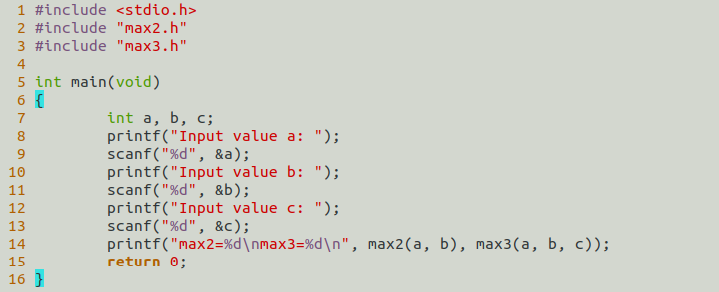 1 #include <stdio.h>
2 #include "max2.h"
3 #include "max3.h"
4
5 int main(void)
6 {
7         int a, b, c;
8         printf("Input value a: ");
9         scanf("%d", &a);
10         printf("Input value b: ");
11         scanf("%d", &b);
12         printf("Input value c: ");
13         scanf("%d", &c);
14         printf("max2=%d\nmax3=%d\n", max2(a, b), max3(a, b, c));
15         return 0;
16 }